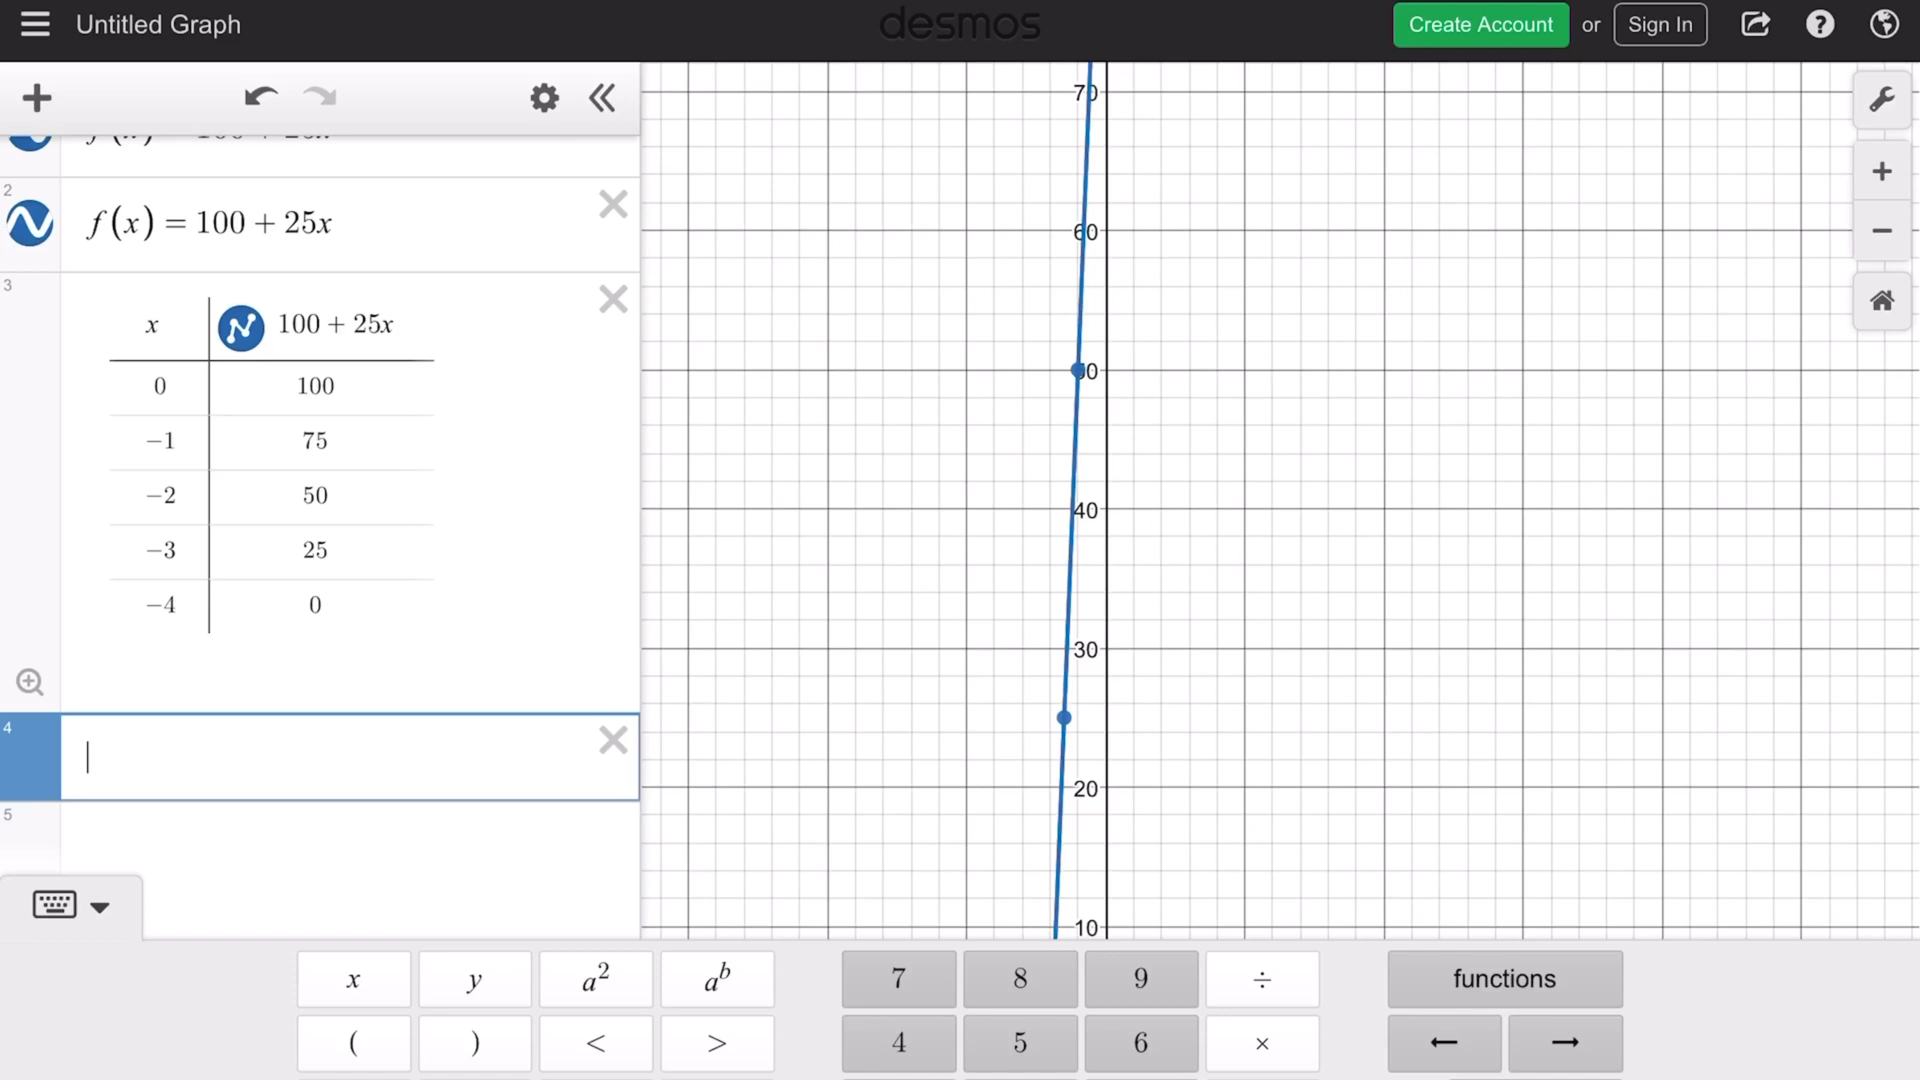 Untitled Graph
desmos
Create Account or Sign In
2
f(x) = 100 + 25x
3
x 100 + 25x
0 100
−1 75
−2 50
−3 25
−4 0
4
5
70
60
50
40
30
20
10
x y a² aᵇ 7 8 9 ÷ functions
( ) < > 4 5 6 × ← →